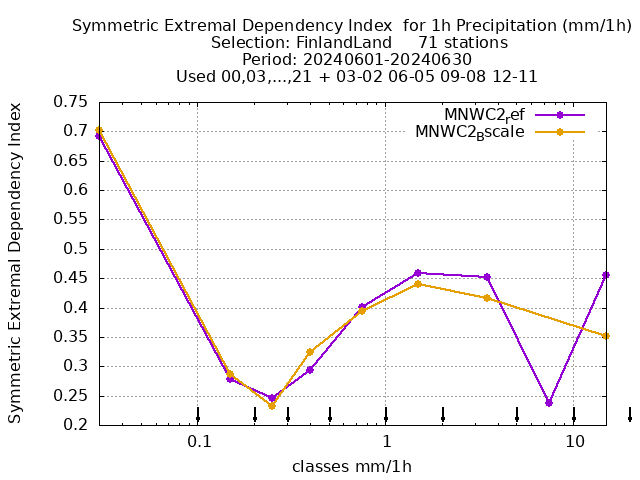 Symmetric Extremal Dependency Index  for 1h Precipitation (mm/1h)
Selection: FinlandLand     71 stations
Period: 20240601-20240630
Used 00,03,...,21 + 03-02 06-05 09-08 12-11
Symmetric Extremal Dependency Index
0.75
0.7
0.65
0.6
0.55
0.5
0.45
0.4
0.35
0.3
0.25
0.2
MNWC2ref
MNWC2Bscale
0.1
1
10
classes mm/1h